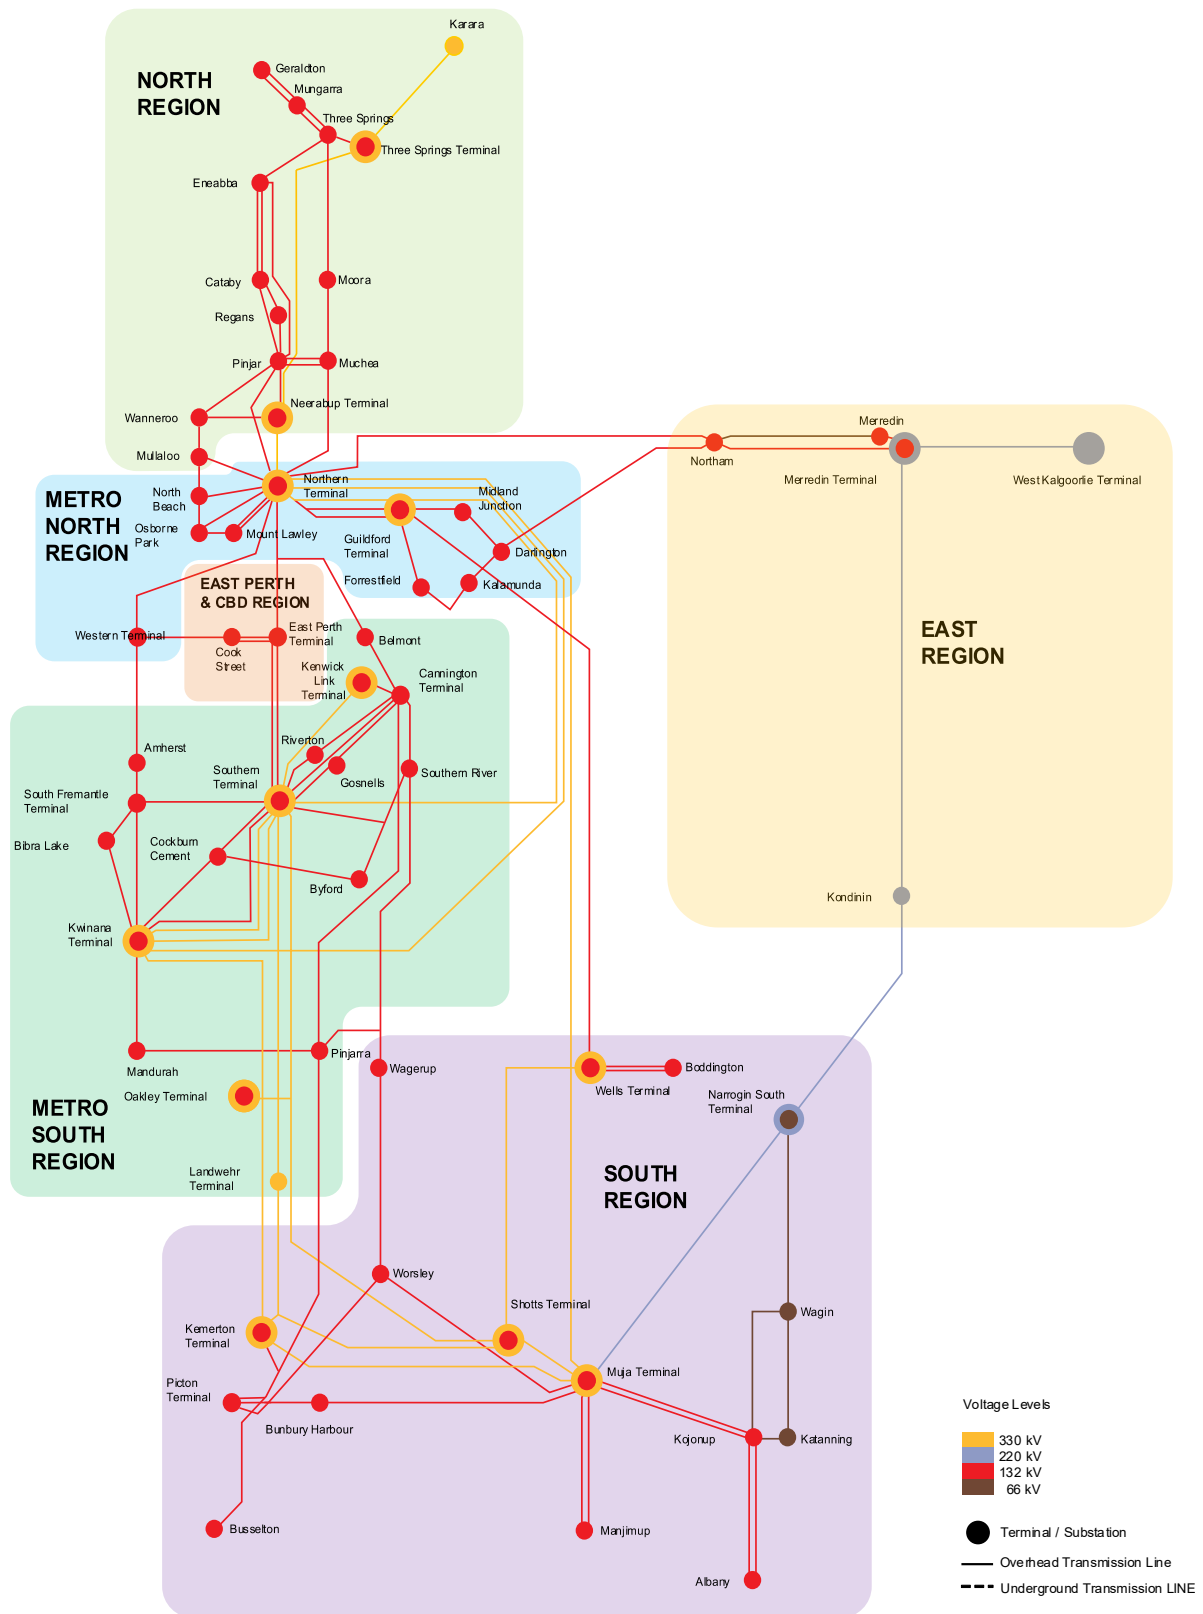 Karara
NORTH
REGION
Geraldton
Mungarra
Three Springs
Three Springs Terminal
Eneabba
Cataby
Moora
Regans
Pinjar
Muchea
Neerabup Terminal
Wanneroo
Mullaloo
METRO
NORTH
REGION
North
Beach
Osborne
Park
Mount Lawley
Northern
Terminal
Guildford
Terminal
Midland
Junction
Darlington
Forrestfield
Kalamunda
Northam
Merredin
Merredin Terminal
West Kalgoorlie Terminal
EAST PERTH
& CBD REGION
Western Terminal
Cook
Street
East Perth
Terminal
Belmont
Kenwick
Link
Terminal
Cannington
Terminal
EAST
REGION
Amherst
Riverton
Southern
Terminal
Gosnells
Southern River
South Fremantle
Terminal
Bibra Lake
Cockburn
Cement
Byford
Kondinin
Kwinana
Terminal
Mandurah
Pinjarra
Wagerup
Wells Terminal
Boddington
Oakley Terminal
Narrogin South
Terminal
METRO
SOUTH
REGION
Landwehr
Terminal
SOUTH
REGION
Worsley
Shotts Terminal
Wagin
Kemerton
Terminal
Muja Terminal
Picton
Terminal
Bunbury Harbour
Kojonup
Katanning
Busselton
Manjimup
Albany
Voltage Levels
330 kV
220 kV
132 kV
66 kV
Terminal / Substation
Overhead Transmission Line
Underground Transmission LINE